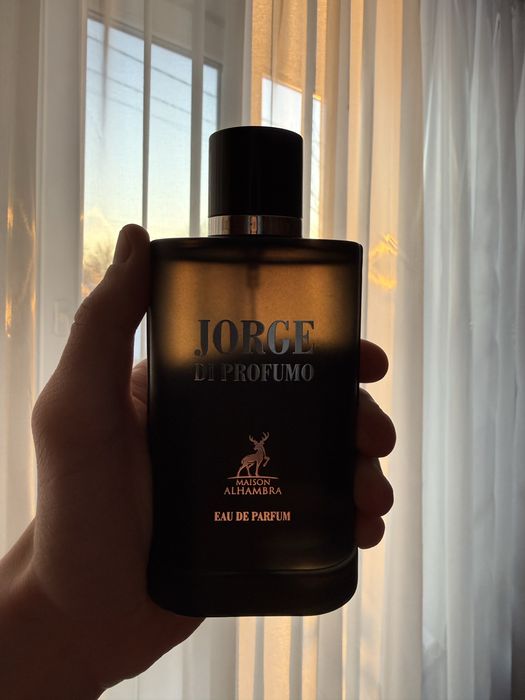 JORGE
DI PROFUMO
MAISON
ALHAMBRA
EAU DE PARFUM